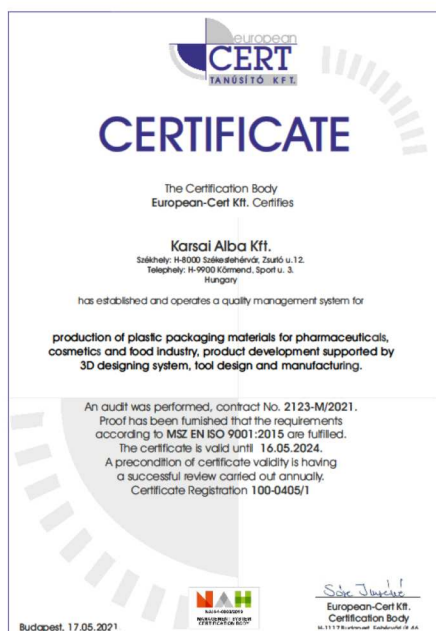 european
CERT
TANÚSÍTÓ KFT.
CERTIFICATE
The Certification Body
European-Cert Kft. Certifies
Karsai Alba Kft.
Székhely: H-8000 Székesfehérvár, Zsurló u.12.
Telephely: H-9900 Körmend, Sport u. 3.
Hungary
has established and operates a quality management system for
production of plastic packaging materials for pharmaceuticals,
cosmetics and food industry, product development supported by
3D designing system, tool design and manufacturing.
An audit was performed, contract No. 2123-M/2021.
Proof has been furnished that the requirements
according to MSZ EN ISO 9001:2015 are fulfilled.
The certificate is valid until 16.05.2024.
A precondition of certificate validity is having
a successful review carried out annually.
Certificate Registration 100-0405/1
NAH
MANAGEMENT SYSTEM
CERTIFICATION BODY
European-Cert Kft.
Certification Body
Budapest, 17.05.2021.